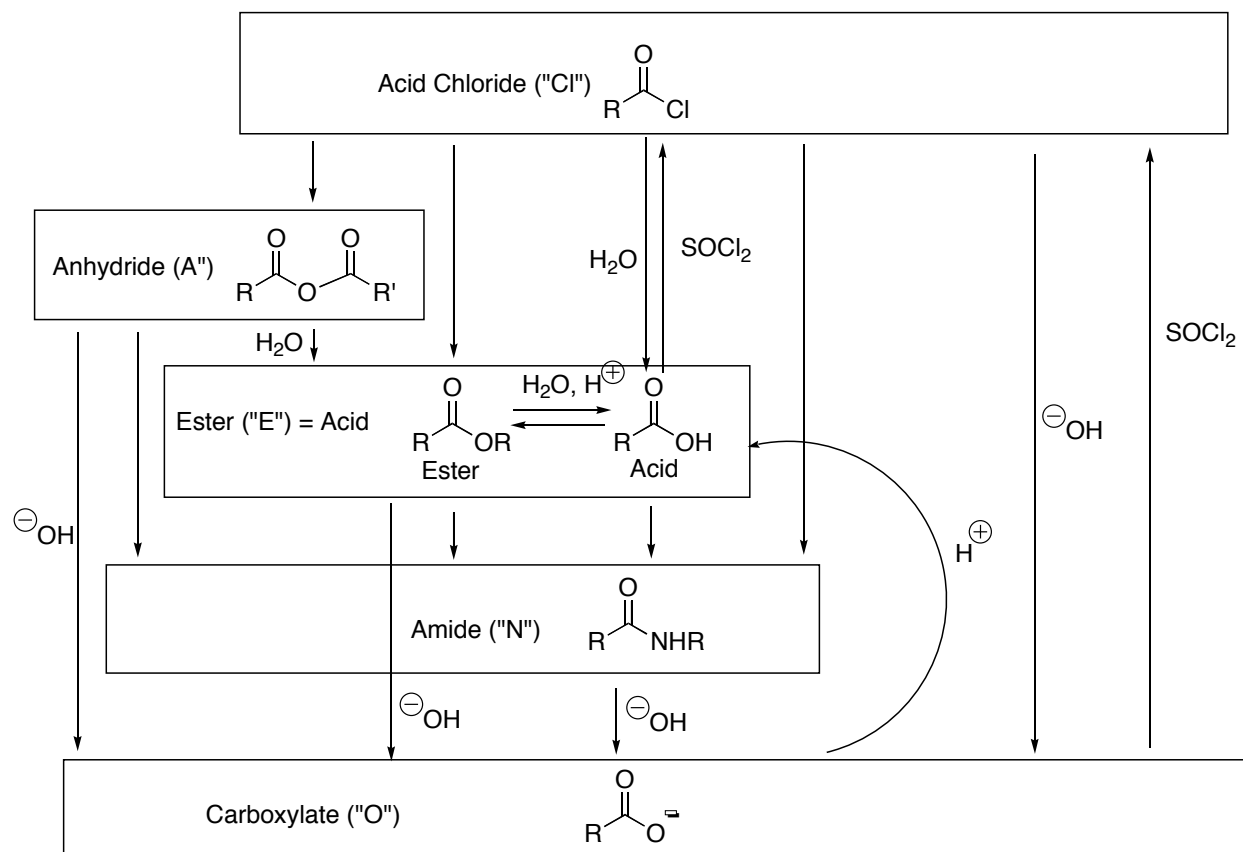 O
Acid Chloride ("Cl")
R Cl
O O
Anhydride (A")
R O R'
H₂O SOCl₂
SOCl₂
H₂O
H₂O, H⊕
O O
Ester ("E") = Acid
R OR R OH
Ester Acid
⊖OH
⊖OH
H⊕
O
Amide ("N")
R NHR
⊖OH ⊖OH
O
Carboxylate ("O")
R O